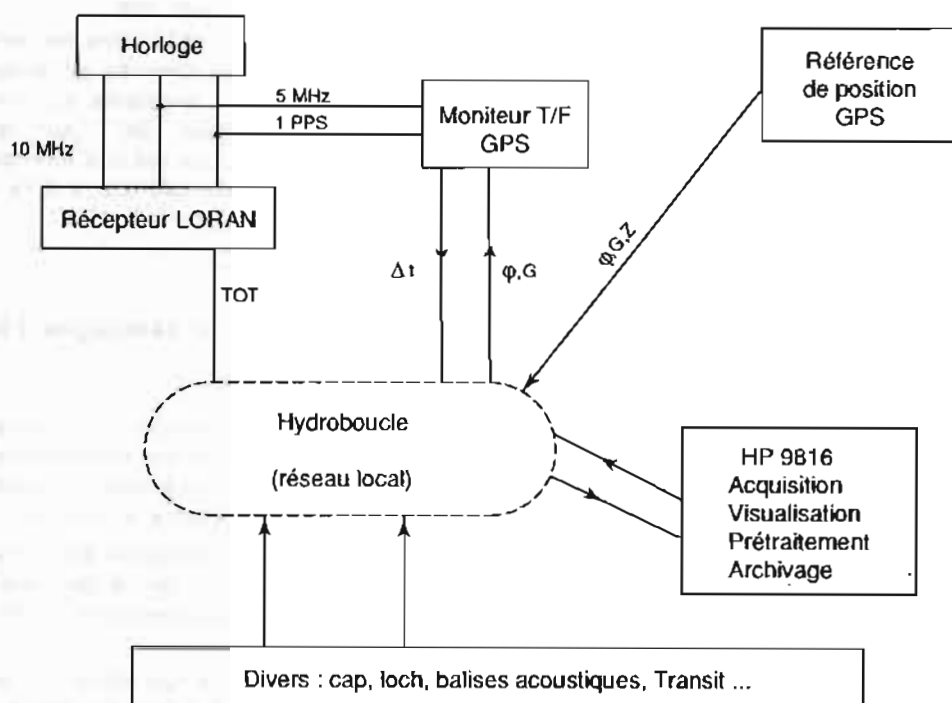 Horloge
Référence
de position
GPS
5 MHz
1 PPS
Moniteur T/F
GPS
10 MHz
Récepteur LORAN
φ,G,Z
Δt
φ,G
TOT
Hydroboucle
(réseau local)
HP 9816
Acquisition
Visualisation
Prétraitement
Archivage
Divers : cap, loch, balises acoustiques, Transit ...